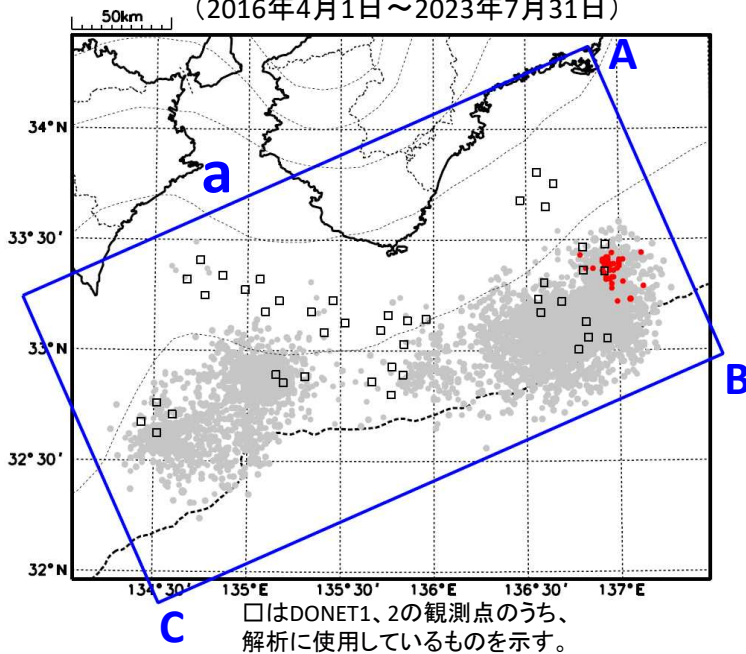 50km
(2016年4月1日～2023年7月31日)
A
34°N
a
33°30′
33°N
B
32°30′
32°N
134°30′ 135°E 135°30′ 136°E 136°30′ 137°E
C
□はDONET1、2の観測点のうち、
解析に使用しているものを示す。